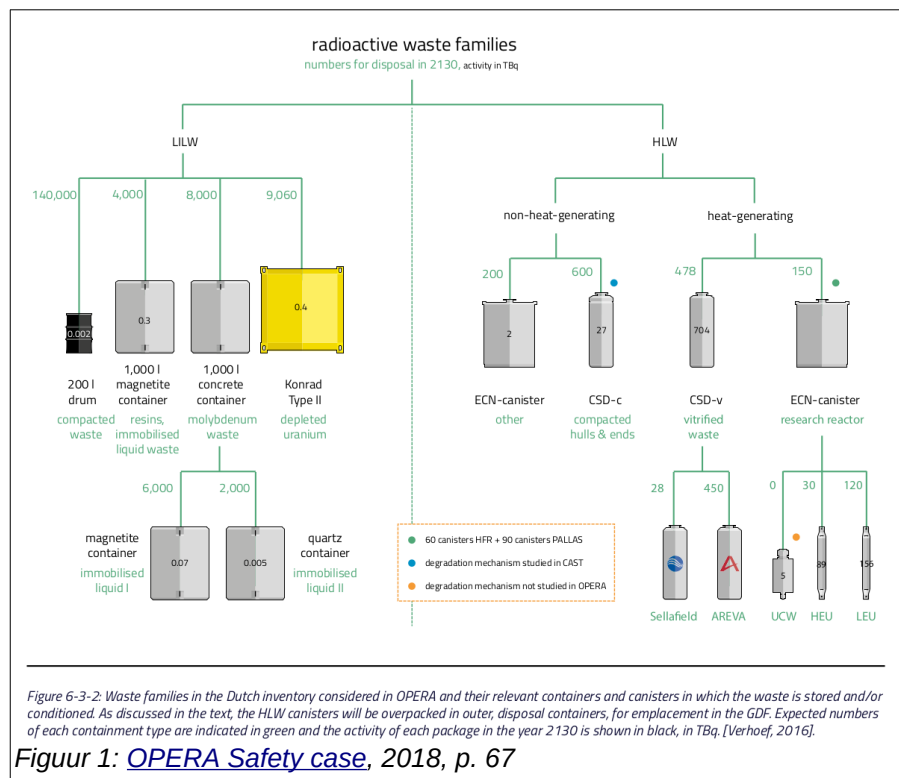 radioactive waste families
numbers for disposal in 2130, activity in TBq
LILW
HLW
140,000
4,000
8,000
9,060
non-heat-generating
heat-generating
200
600
478
150
0.002
0.3
0.4
2
27
704
200 l
drum
compacted
waste
1,000 l
magnetite
container
resins,
immobilised
liquid waste
1,000 l
concrete
container
molybdenum
waste
Konrad
Type II
depleted
uranium
ECN-canister
other
CSD-c
compacted
hulls & ends
CSD-v
vitrified
waste
ECN-canister
research reactor
6,000
2,000
28
450
0
30
120
magnetite
container
immobilised
liquid I
0.07
0.005
quartz
container
immobilised
liquid II
60 canisters HFR + 90 canisters PALLAS
degradation mechanism studied in CAST
degradation mechanism not studied in OPERA
5
89
156
Sellafield
AREVA
UCW
HEU
LEU
Figure 6-3-2: Waste families in the Dutch inventory considered in OPERA and their relevant containers and canisters in which the waste is stored and/or
conditioned. As discussed in the text, the HLW canisters will be overpacked in outer, disposal containers, for emplacement in the GDF. Expected numbers
of each containment type are indicated in green and the activity of each package in the year 2130 is shown in black, in TBq. [Verhoef, 2016].
Figuur 1: OPERA Safety case, 2018, p. 67